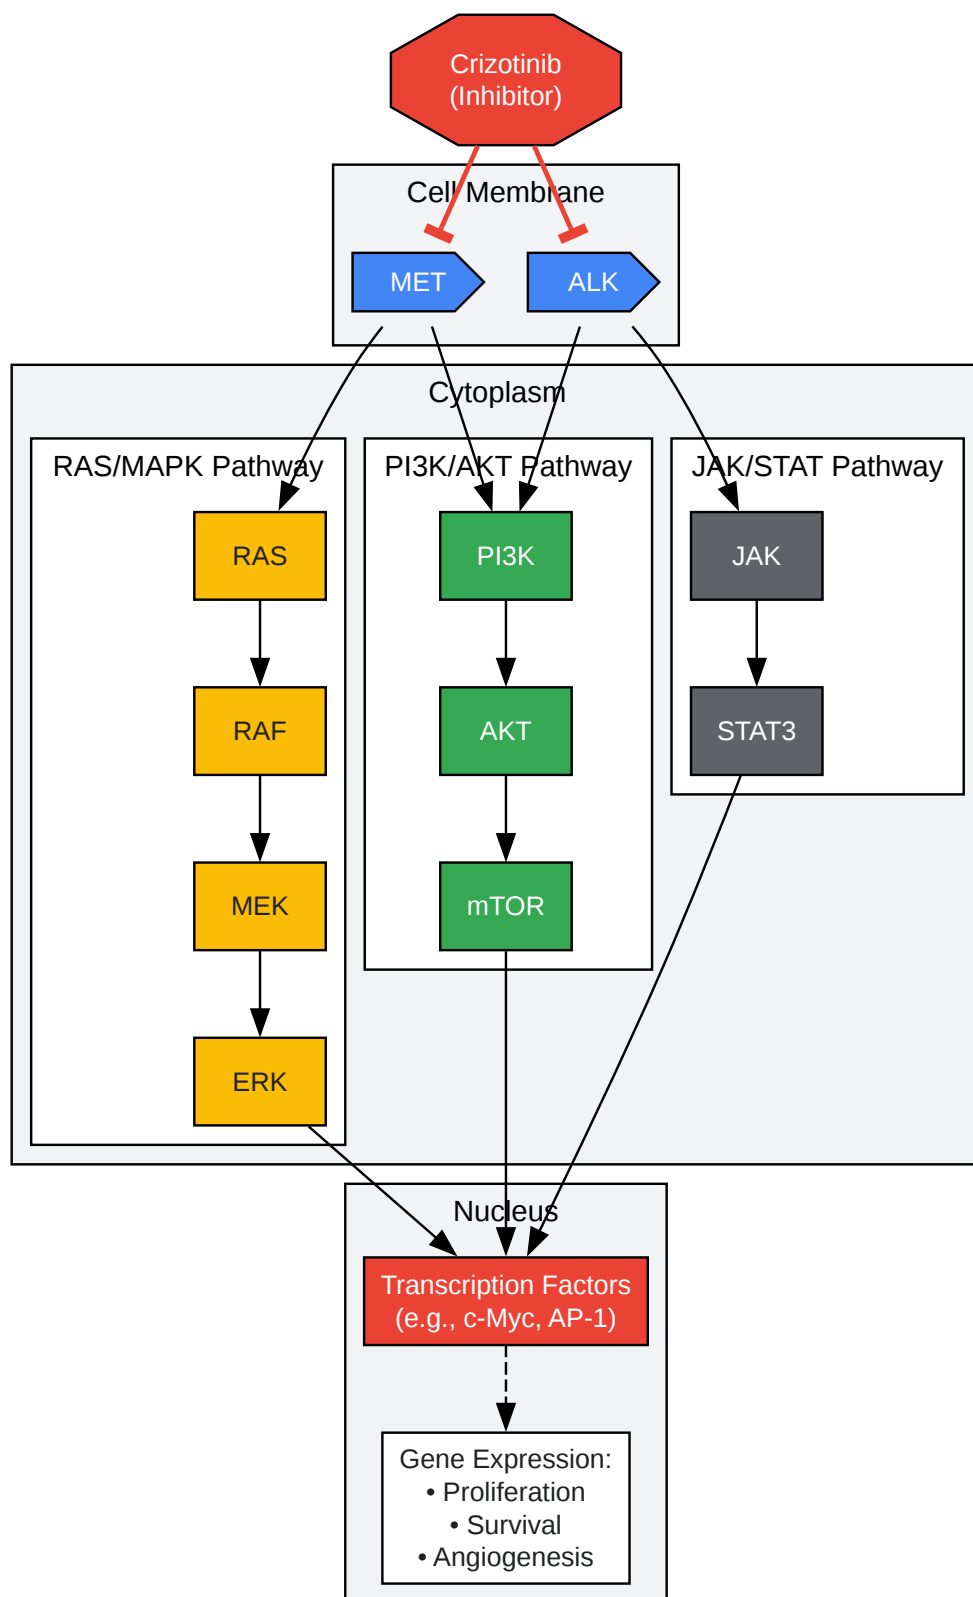 Crizotinib
(Inhibitor)
Cell Membrane
MET
ALK
Cytoplasm
RAS/MAPK Pathway
PI3K/AKT Pathway
JAK/STAT Pathway
RAS
PI3K
JAK
RAF
AKT
STAT3
MEK
mTOR
ERK
Nucleus
Transcription Factors
(e.g., c-Myc, AP-1)
Gene Expression:
• Proliferation
• Survival
• Angiogenesis